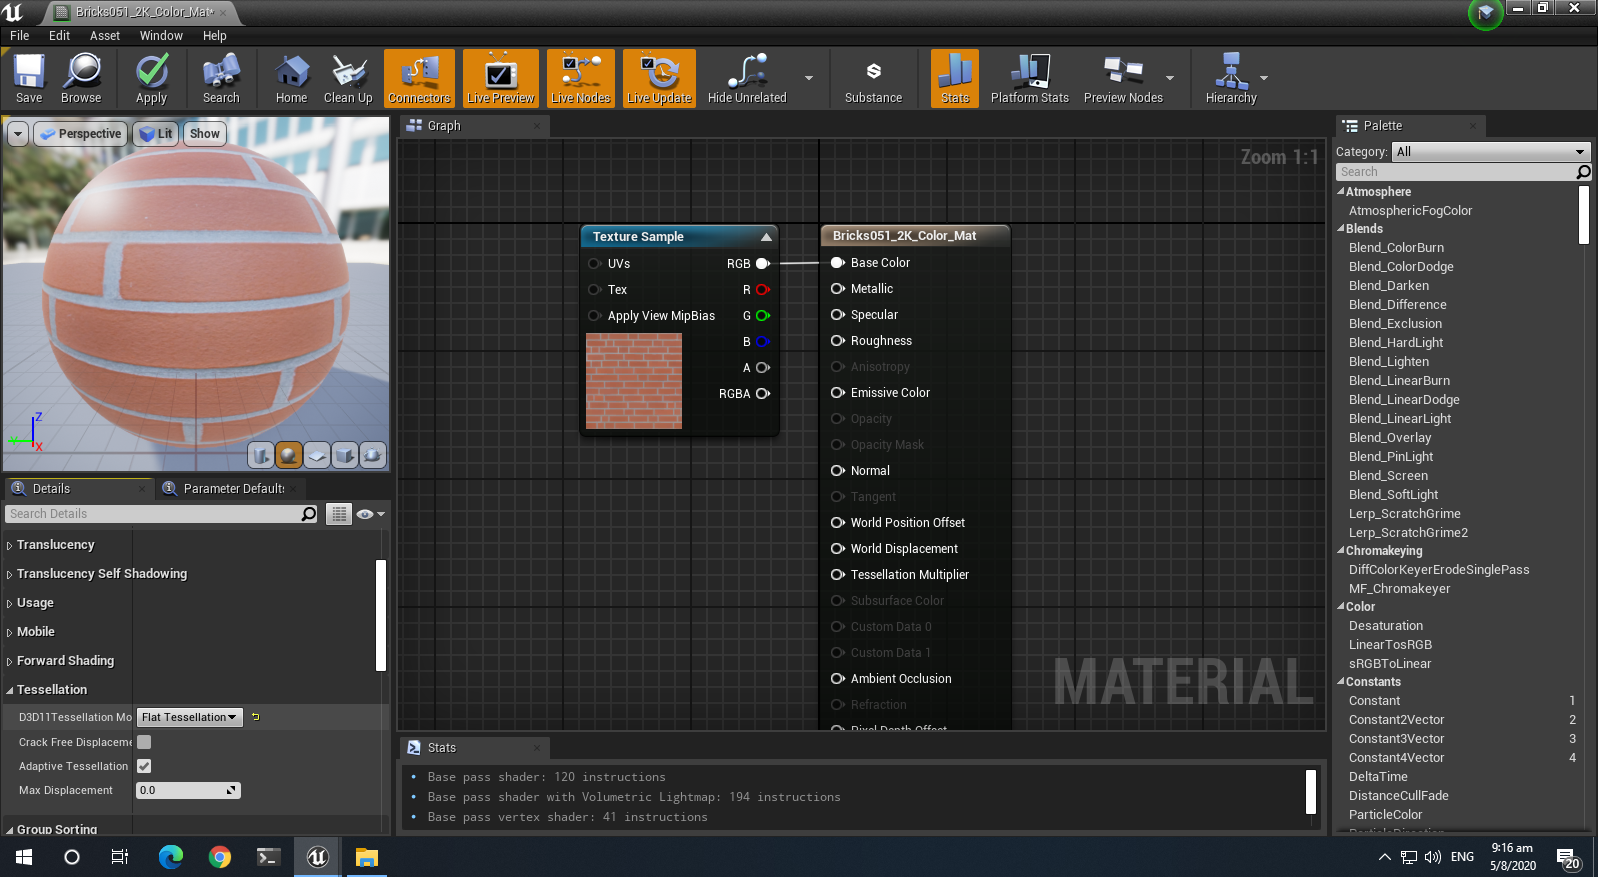 Bricks051_2K_Color_Mat*
File Edit Asset Window Help
Save Browse Apply Search Home Clean Up Connectors Live Preview Live Nodes Live Update Hide Unrelated Substance Stats Platform Stats Preview Nodes Hierarchy
Perspective Lit Show
Z
X
Details Parameter Defaults
Search Details
Translucency
Translucency Self Shadowing
Usage
Mobile
Forward Shading
Tessellation
D3D11Tessellation Mo Flat Tessellation
Crack Free Displaceme
Adaptive Tessellation
Max Displacement 0.0
Group Sorting
Graph
Zoom 1:1
Texture Sample
UVs RGB
Tex R
Apply View MipBias G
B
A
RGBA
Bricks051_2K_Color_Mat
Base Color
Metallic
Specular
Roughness
Anisotropy
Emissive Color
Opacity
Opacity Mask
Normal
Tangent
World Position Offset
World Displacement
Tessellation Multiplier
Subsurface Color
Custom Data 0
Custom Data 1
Ambient Occlusion
Refraction
Pixel Depth Offset
MATERIAL
Stats
• Base pass shader: 120 instructions
• Base pass shader with Volumetric Lightmap: 194 instructions
• Base pass vertex shader: 41 instructions
Palette
Category: All
Search
Atmosphere
AtmosphericFogColor
Blends
Blend_ColorBurn
Blend_ColorDodge
Blend_Darken
Blend_Difference
Blend_Exclusion
Blend_HardLight
Blend_Lighten
Blend_LinearBurn
Blend_LinearDodge
Blend_LinearLight
Blend_Overlay
Blend_PinLight
Blend_Screen
Blend_SoftLight
Lerp_ScratchGrime
Lerp_ScratchGrime2
Chromakeying
DiffColorKeyerErodeSinglePass
MF_Chromakeyer
Color
Desaturation
LinearTosRGB
sRGBToLinear
Constants
Constant 1
Constant2Vector 2
Constant3Vector 3
Constant4Vector 4
DeltaTime
DistanceCullFade
ParticleColor
ParticleDirection
ENG
9:16 am
5/8/2020
20